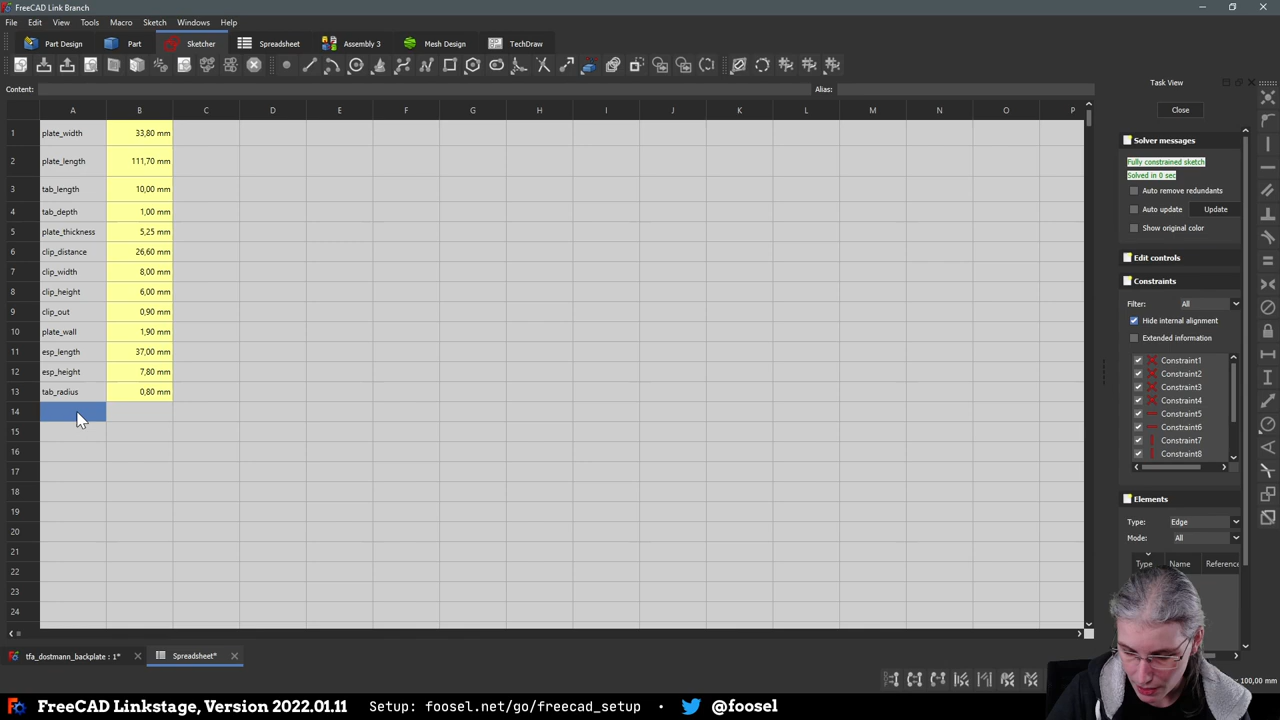 FreeCAD Link Branch
File Edit View Tools Macro Sketch Windows Help
Part Design Part Sketcher Spreadsheet Assembly 3 Mesh Design TechDraw
Content: Alias:
Task View
Close
A B C D E F G H I J K L M N O P
1 plate_width 33,80 mm
2 plate_length 111,70 mm
3 tab_length 10,00 mm
4 tab_depth 1,00 mm
5 plate_thickness 5,25 mm
6 clip_distance 26,60 mm
7 clip_width 8,00 mm
8 clip_height 6,00 mm
9 clip_out 0,90 mm
10 plate_wall 1,90 mm
11 esp_length 37,00 mm
12 esp_height 7,80 mm
13 tab_radius 0,80 mm
14
15
16
17
18
19
20
21
22
23
24
Solver messages
Fully constrained sketch
Solved in 0 sec
Auto remove redundants
Auto update Update
Show original color
Edit controls
Constraints
Filter: All
Hide internal alignment
Extended information
Constraint1
Constraint2
Constraint3
Constraint4
Constraint5
Constraint6
Constraint7
Constraint8
Elements
Type: Edge
Mode: All
Type Name Reference
tfa_dostmann_backplate : 1* Spreadsheet*
100,00 mm
FreeCAD Linkstage, Version 2022.01.11 Setup: foosel.net/go/freecad_setup @foosel